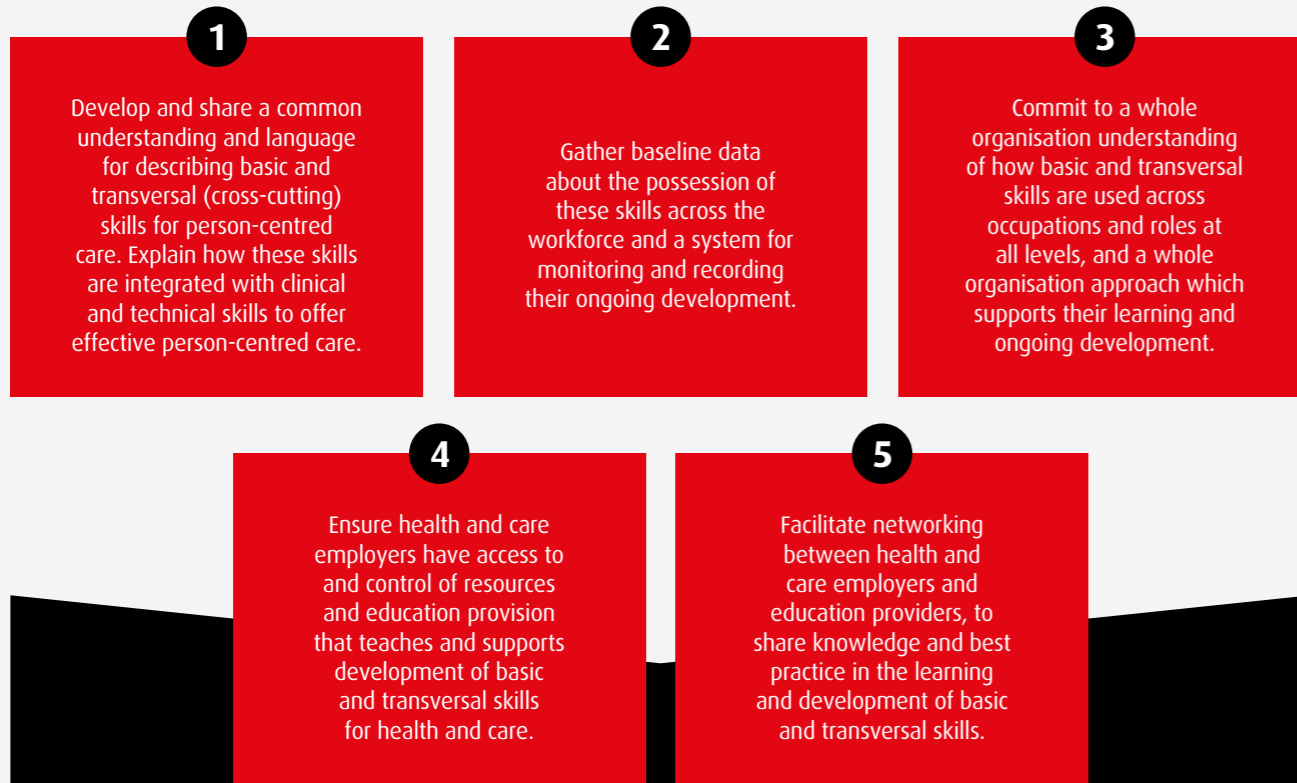 1
Develop and share a common
understanding and language
for describing basic and
transversal (cross-cutting)
skills for person-centred
care. Explain how these skills
are integrated with clinical
and technical skills to offer
effective person-centred care.
2
Gather baseline data
about the possession of
these skills across the
workforce and a system for
monitoring and recording
their ongoing development.
3
Commit to a whole
organisation understanding
of how basic and transversal
skills are used across
occupations and roles at
all levels, and a whole
organisation approach which
supports their learning and
ongoing development.
4
Ensure health and care
employers have access to
and control of resources
and education provision
that teaches and supports
development of basic
and transversal skills
for health and care.
5
Facilitate networking
between health and
care employers and
education providers, to
share knowledge and best
practice in the learning
and development of basic
and transversal skills.